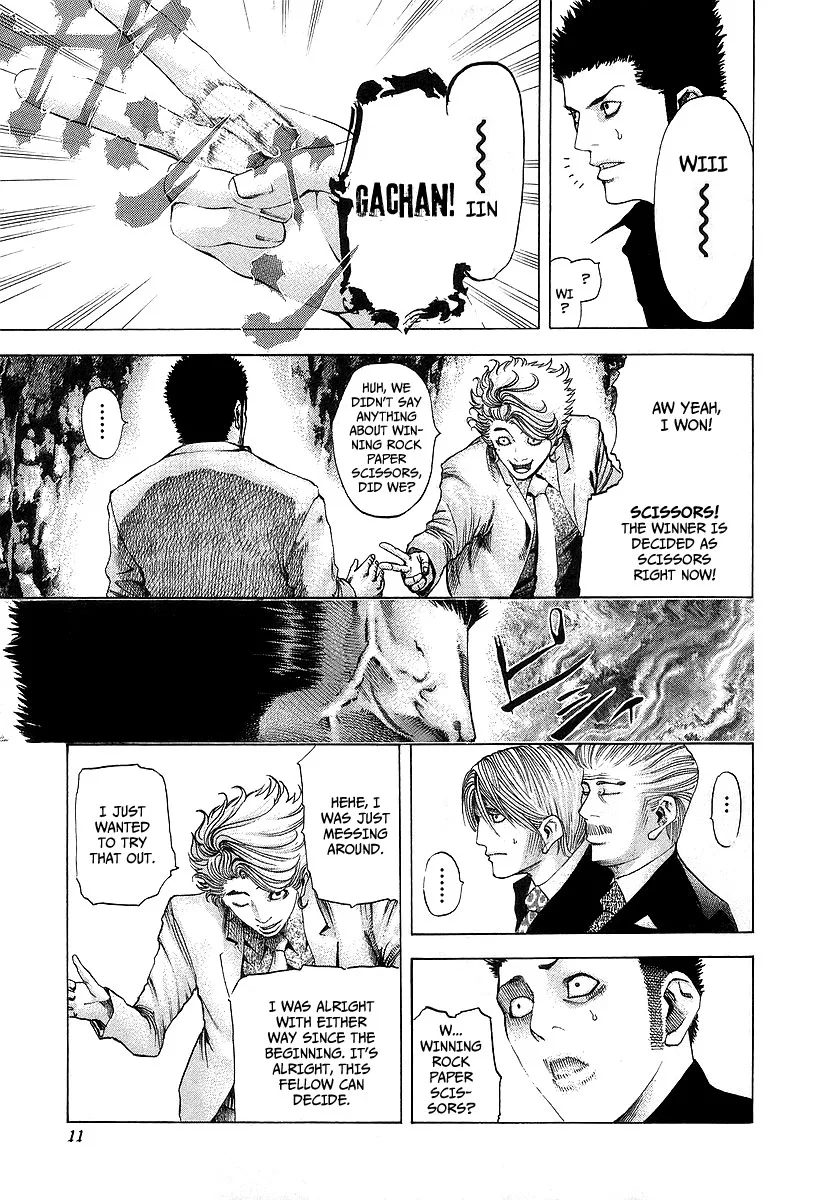 WIII
WI
?
?
IIN
GACHAN!
AW YEAH,
I WON!
SCISSORS!
THE WINNER IS
DECIDED AS
SCISSORS
RIGHT NOW!
HUH, WE
DIDN'T SAY
ANYTHING
ABOUT WIN-
NING ROCK
PAPER
SCISSORS,
DID WE?
......
ピ
....
......
HEHE, I
WAS JUST
MESSING
AROUND.
I JUST
WANTED
TO TRY
THAT OUT.
I WAS ALRIGHT
WITH EITHER
WAY SINCE THE
BEGINNING. IT'S
ALRIGHT, THIS
FELLOW CAN
DECIDE.
W...
WINNING
ROCK
PAPER
SCIS-
SORS?
11